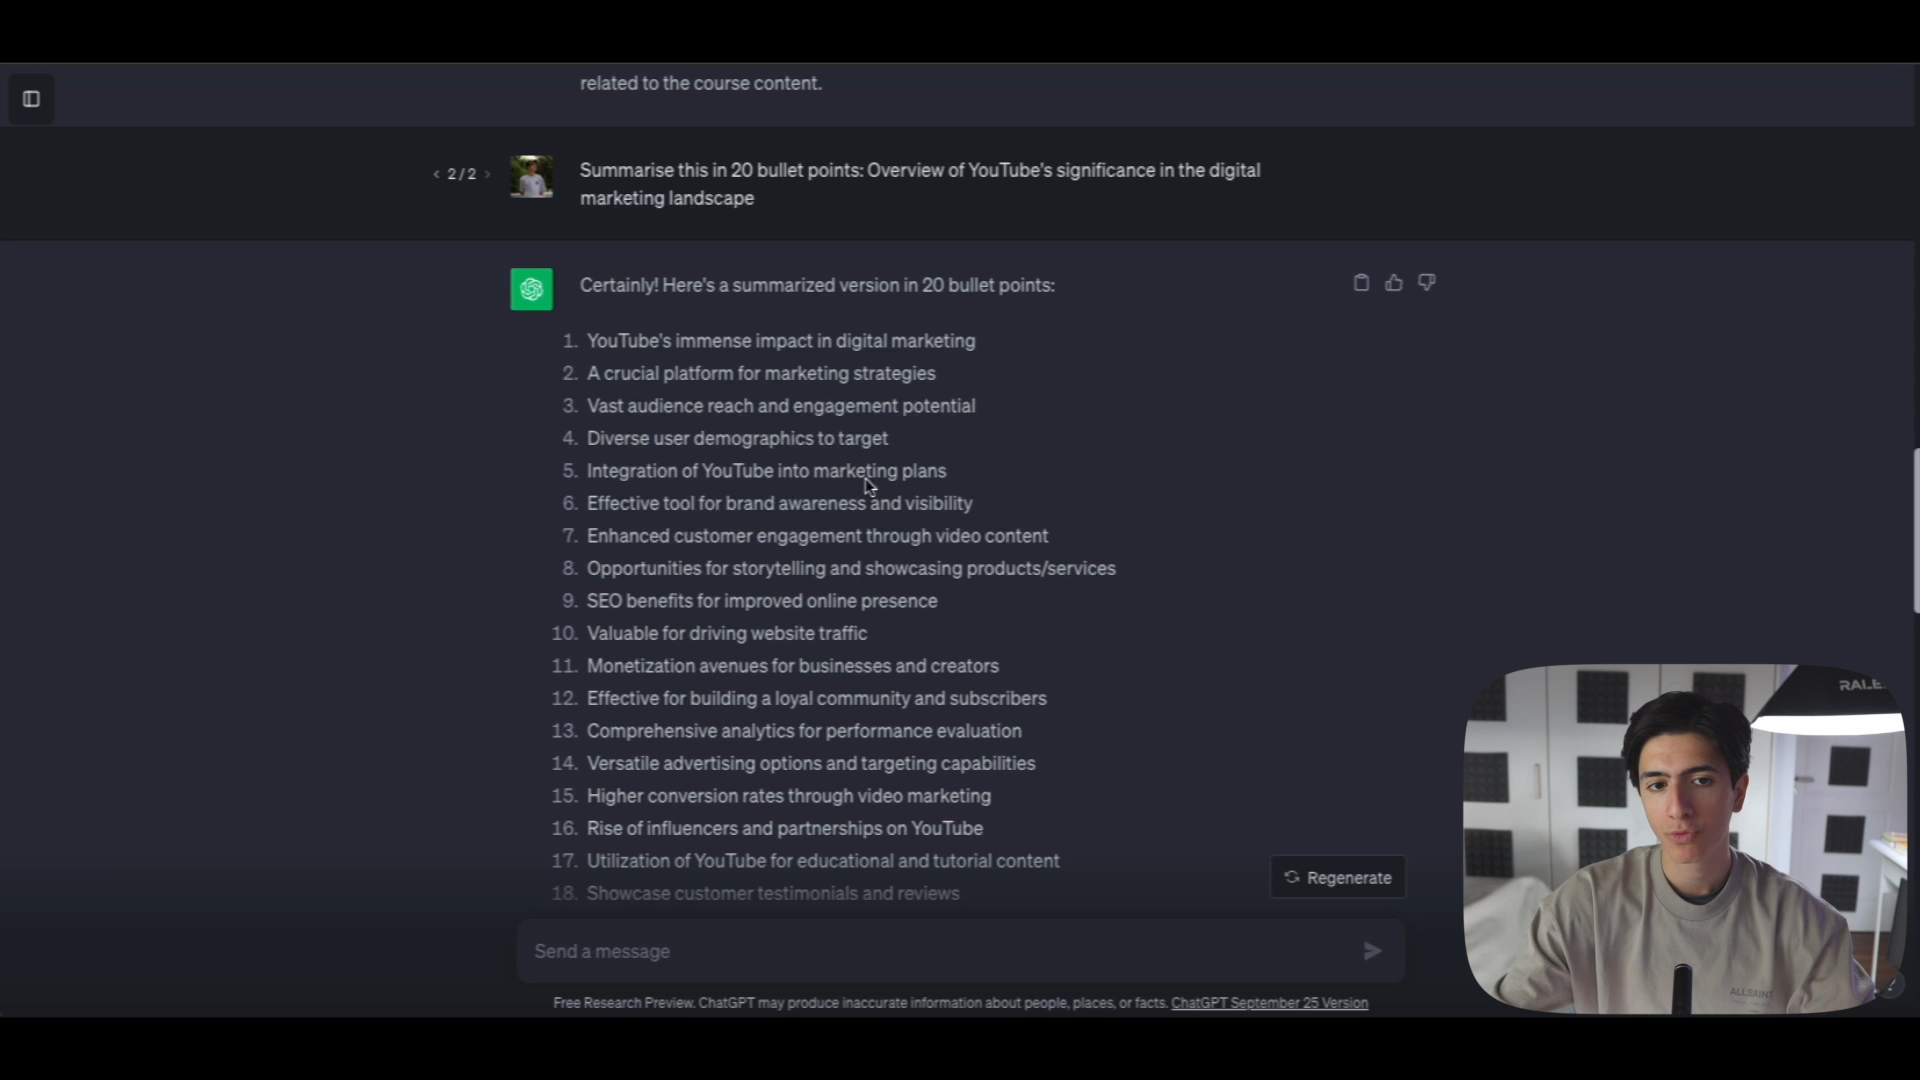 related to the course content.
< 2/2 >
Summarise this in 20 bullet points: Overview of YouTube's significance in the digital
marketing landscape
Certainly! Here's a summarized version in 20 bullet points:
1. YouTube's immense impact in digital marketing
2. A crucial platform for marketing strategies
3. Vast audience reach and engagement potential
4. Diverse user demographics to target
5. Integration of YouTube into marketing plans
6. Effective tool for brand awareness and visibility
7. Enhanced customer engagement through video content
8. Opportunities for storytelling and showcasing products/services
9. SEO benefits for improved online presence
10. Valuable for driving website traffic
11. Monetization avenues for businesses and creators
12. Effective for building a loyal community and subscribers
13. Comprehensive analytics for performance evaluation
14. Versatile advertising options and targeting capabilities
15. Higher conversion rates through video marketing
16. Rise of influencers and partnerships on YouTube
17. Utilization of YouTube for educational and tutorial content
18. Showcase customer testimonials and reviews
Regenerate
Send a message
Free Research Preview. ChatGPT may produce inaccurate information about people, places, or facts. ChatGPT September 25 Version
RALE
ALLSAINT